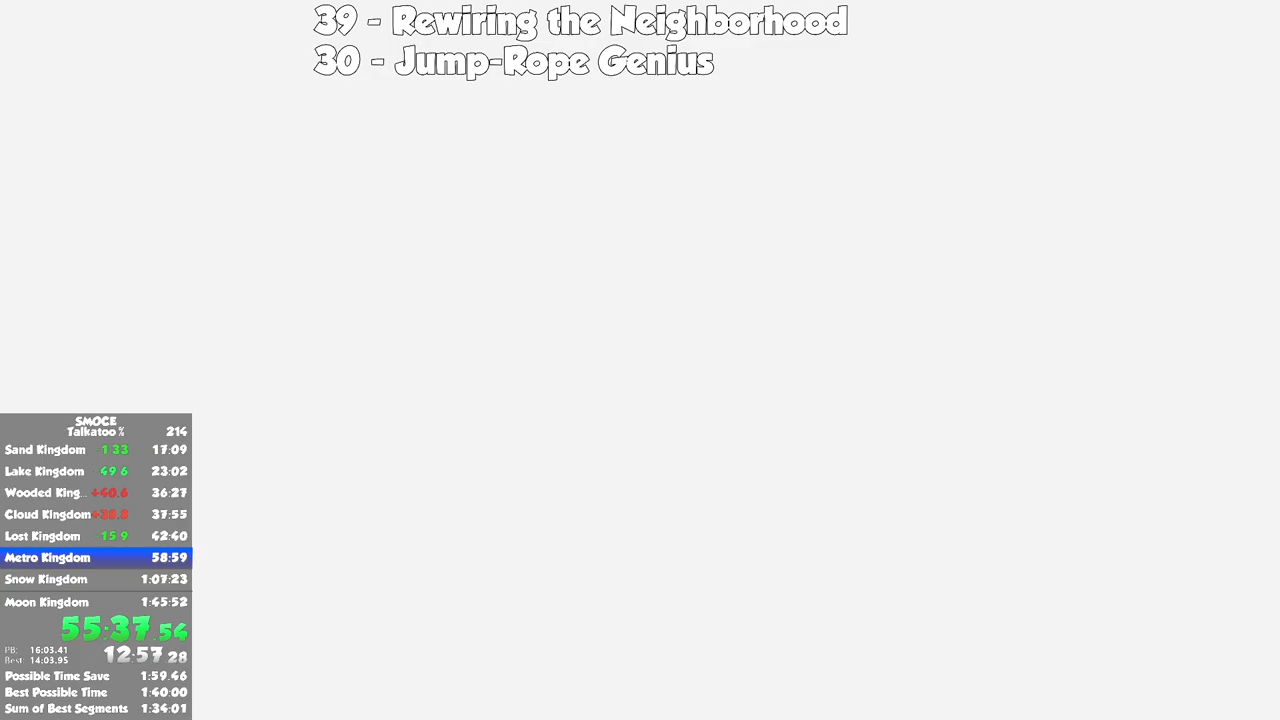 39 - Rewiring the Neighborhood
30 - Jump-Rope Genius
SMOCE
Talkatoo % 214
Sand Kingdom -1:33 17:09
Lake Kingdom 49.6 23:02
Wooded King... +40.6 36:27
Cloud Kingdom +38.8 37:55
Lost Kingdom 15.9 42:40
Metro Kingdom 58:59
Snow Kingdom 1:07:23
Moon Kingdom 1:45:52
55:37.54
PB: 16:03.41
Best: 14:03.95
12:57.28
Possible Time Save 1:59.46
Best Possible Time 1:40:00
Sum of Best Segments 1:34:01